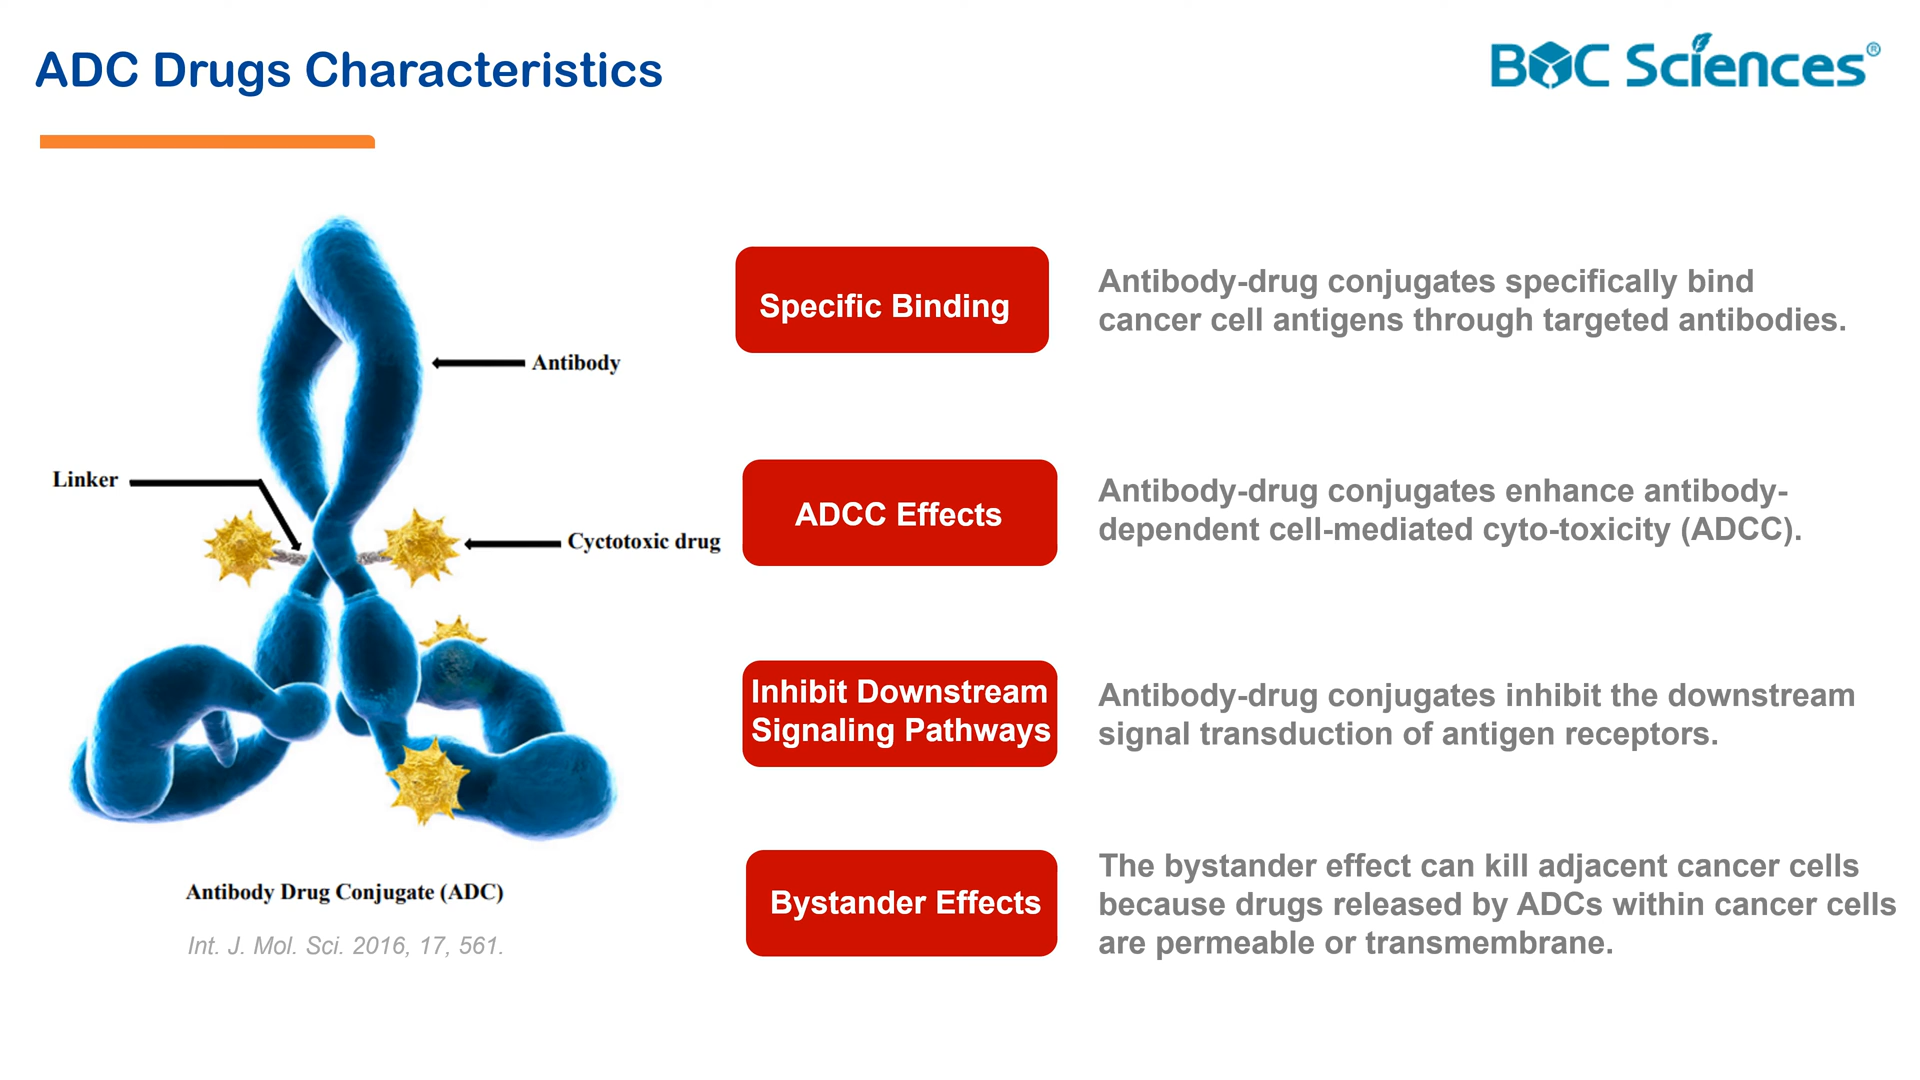 ADC Drugs Characteristics
BOC Sciences®
Antibody
Linker
Cyctotoxic drug
Antibody Drug Conjugate (ADC)
Int. J. Mol. Sci. 2016, 17, 561.
Specific Binding
Antibody-drug conjugates specifically bind
cancer cell antigens through targeted antibodies.
ADCC Effects
Antibody-drug conjugates enhance antibody-
dependent cell-mediated cyto-toxicity (ADCC).
Inhibit Downstream
Signaling Pathways
Antibody-drug conjugates inhibit the downstream
signal transduction of antigen receptors.
Bystander Effects
The bystander effect can kill adjacent cancer cells
because drugs released by ADCs within cancer cells
are permeable or transmembrane.